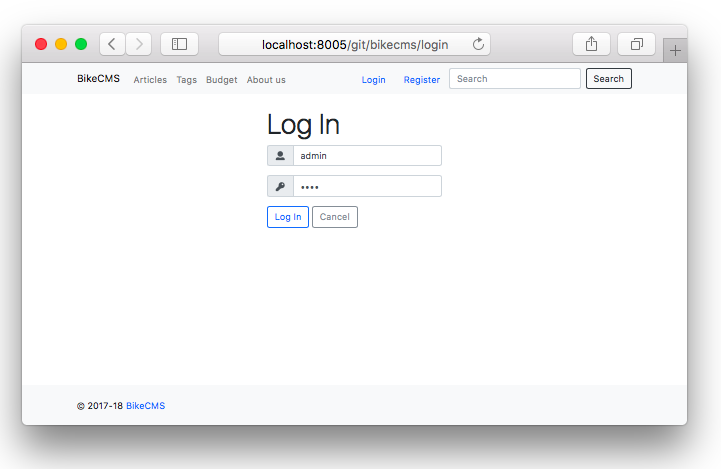 localhost:8005/git/bikecms/login
BikeCMS Articles Tags Budget About us Login Register Search Search
Log In
admin
••••
Log In Cancel
© 2017-18 BikeCMS